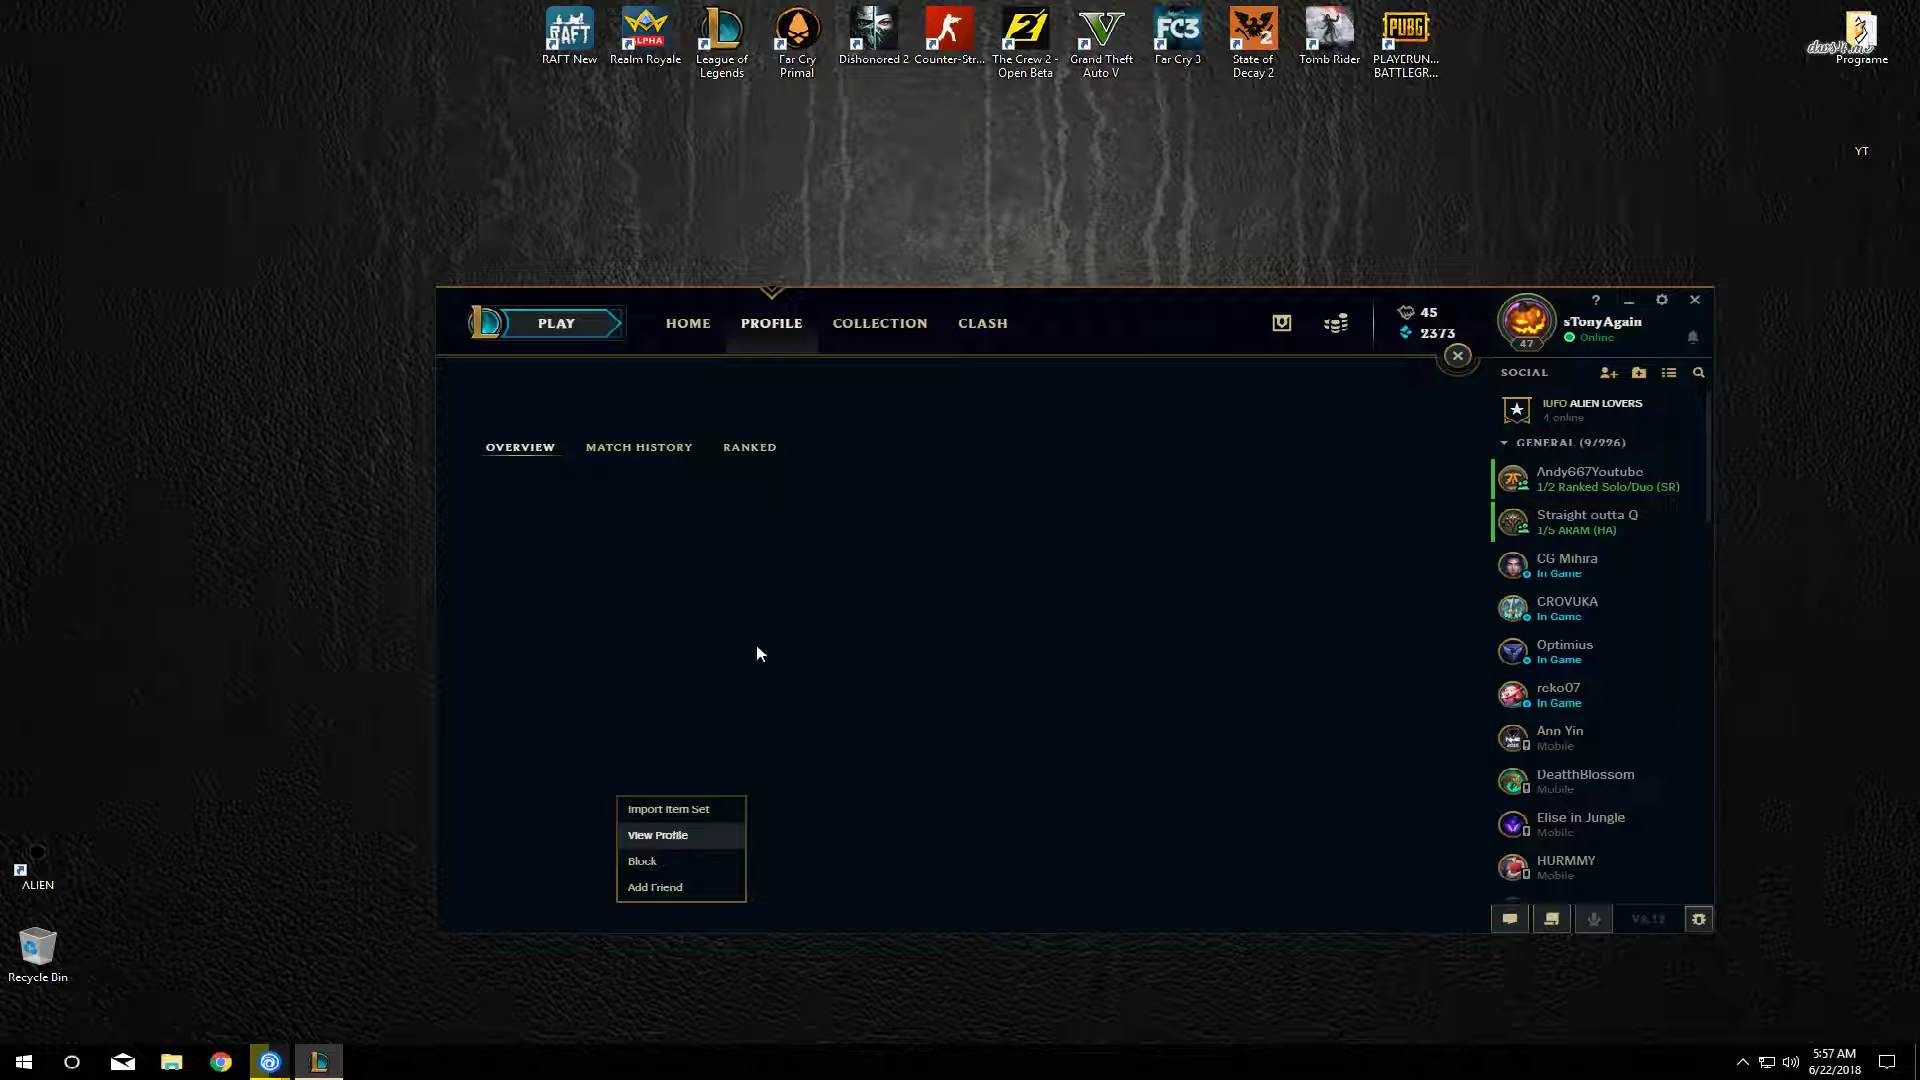 RAFT New
Realm Royale
League of
Legends
Far Cry
Primal
Dishonored 2
Counter-Str...
The Crew 2 -
Open Beta
Grand Theft
Auto V
Far Cry 3
State of
Decay 2
Tomb Rider
PLAYERUN...
BATTLEGR...
Programe
YT
RAFT
ALPHA
FC3
2
PUBG
PLAY
HOME
PROFILE
COLLECTION
CLASH
45
2373
47
sTonyAgain
Online
?
SOCIAL
IUFO ALIEN LOVERS
4 online
GENERAL (9/226)
OVERVIEW
MATCH HISTORY
RANKED
Andy667Youtube
1/2 Ranked Solo/Duo (SR)
Straight outta Q
1/5 ARAM (HA)
CG Mihira
In Game
CROVUKA
In Game
Optimius
In Game
reko07
In Game
Ann Yin
Mobile
DeatthBlossom
Mobile
Elise in Jungle
Mobile
HURMMY
Mobile
Import Item Set
View Profile
Block
Add Friend
ALIEN
Recycle Bin
5:57 AM
6/22/2018